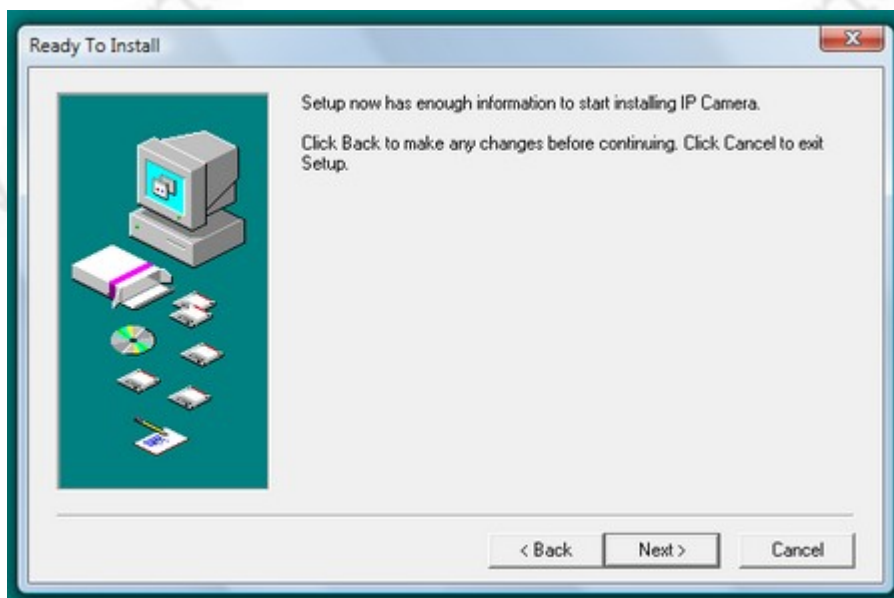 Ready To Install
Setup now has enough information to start installing IP Camera.
Click Back to make any changes before continuing. Click Cancel to exit
Setup.
< Back
Next >
Cancel